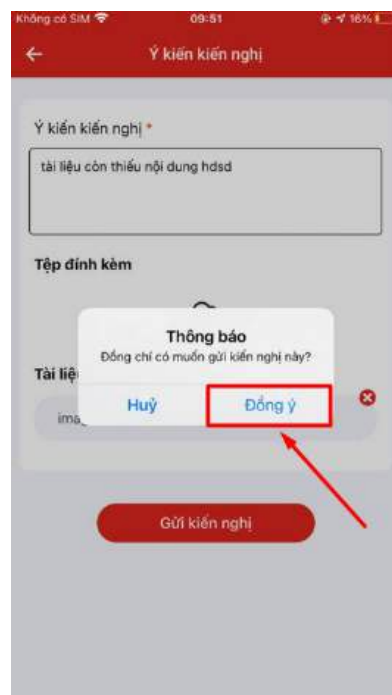 Không có SIM 09:51 16%
Ý kiến kiến nghị
Ý kiến kiến nghị *
tài liệu còn thiếu nội dung hdsd
Tệp đính kèm
Thông báo
Đồng chí có muốn gửi kiến nghị này?
Tài liệ
Huỷ Đồng ý
ima
Gửi kiến nghị